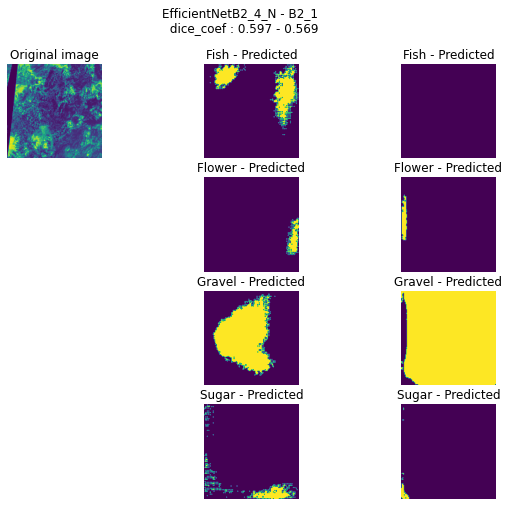 EfficientNetB2_4_N - B2_1
dice_coef : 0.597 - 0.569
Original image
Fish - Predicted
Fish - Predicted
Flower - Predicted
Flower - Predicted
Gravel - Predicted
Gravel - Predicted
Sugar - Predicted
Sugar - Predicted